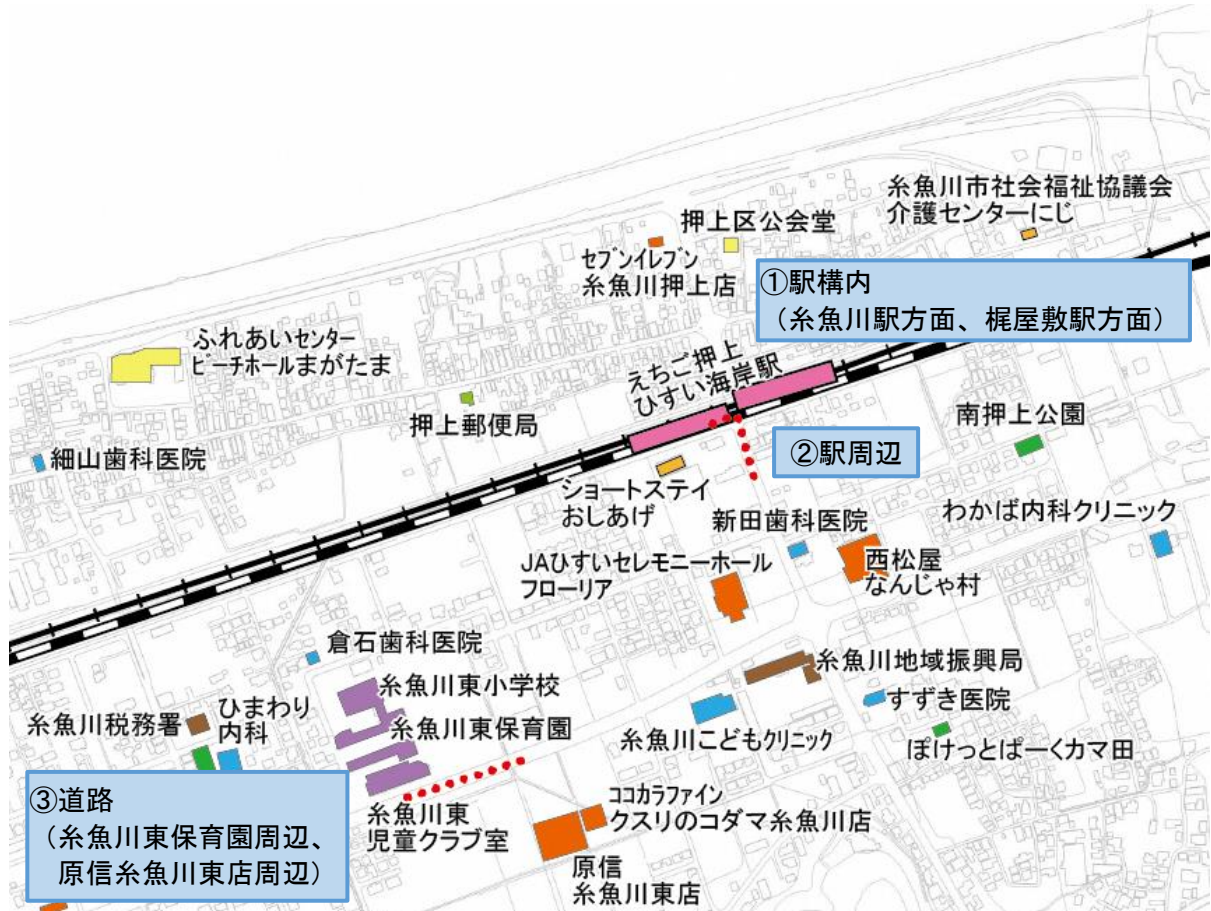 糸魚川市社会福祉協議会
介護センターにじ
押上区公会堂
セブンイレブン
糸魚川押上店
①駅構内
（糸魚川駅方面、梶屋敷駅方面）
ふれあいセンター
ビーチホールまがたま
えちご押上
ひすい海岸駅
押上郵便局
南押上公園
細山歯科医院
②駅周辺
ショートステイ
おしあげ
新田歯科医院
わかば内科クリニック
JAひすいセレモニーホール
フローリア
西松屋
なんじゃ村
倉石歯科医院
糸魚川地域振興局
糸魚川東小学校
すずき医院
糸魚川税務署
ひまわり
内科
糸魚川東保育園
糸魚川こどもクリニック
ぽけっとぱーくカマ田
③道路
（糸魚川東保育園周辺、
原信糸魚川東店周辺）
糸魚川東
児童クラブ室
ココカラファイン
クスリのコダマ糸魚川店
原信
糸魚川東店